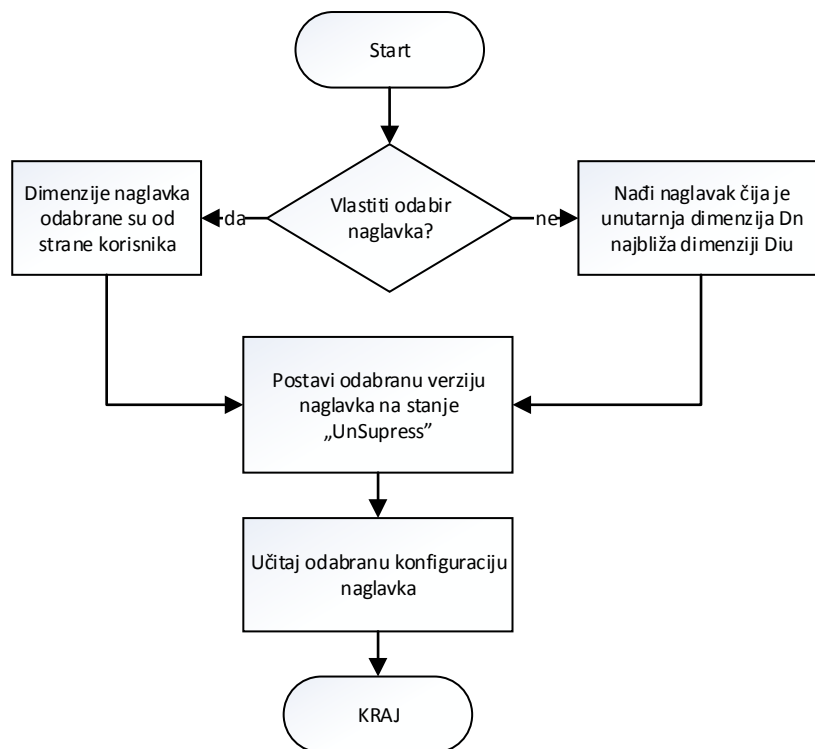 Start
Vlastiti odabir
naglavka?
da
ne
Dimenzije naglavka
odabrane su od
strane korisnika
Nađi naglavak čija je
unutarnja dimenzija Dn
najbliža dimenziji Diu
Postavi odabranu verziju
naglavka na stanje
„UnSupress”
Učitaj odabranu konfiguraciju
naglavka
KRAJ